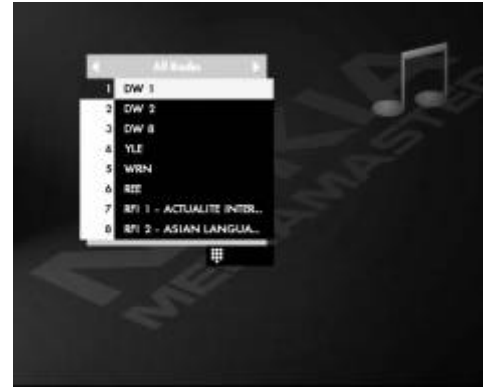 All Radio
1 DW 1
2 DW 2
3 DW 8
4 YLE
5 WRN
6 REE
7 RFI 1 - ACTUALITE INTER...
8 RFI 2 - ASIAN LANGUA...
NOKIA
MEDIAMASTER